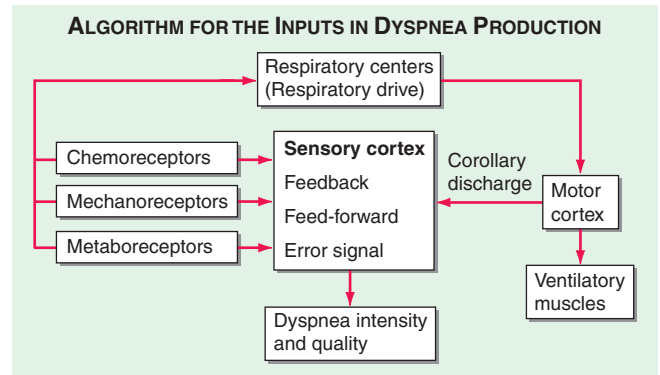 ALGORITHM FOR THE INPUTS IN DYSPNEA PRODUCTION
Respiratory centers
(Respiratory drive)
Chemoreceptors
Mechanoreceptors
Metaboreceptors
Sensory cortex
Feedback
Feed-forward
Error signal
Corollary
discharge
Motor
cortex
Ventilatory
muscles
Dyspnea intensity
and quality